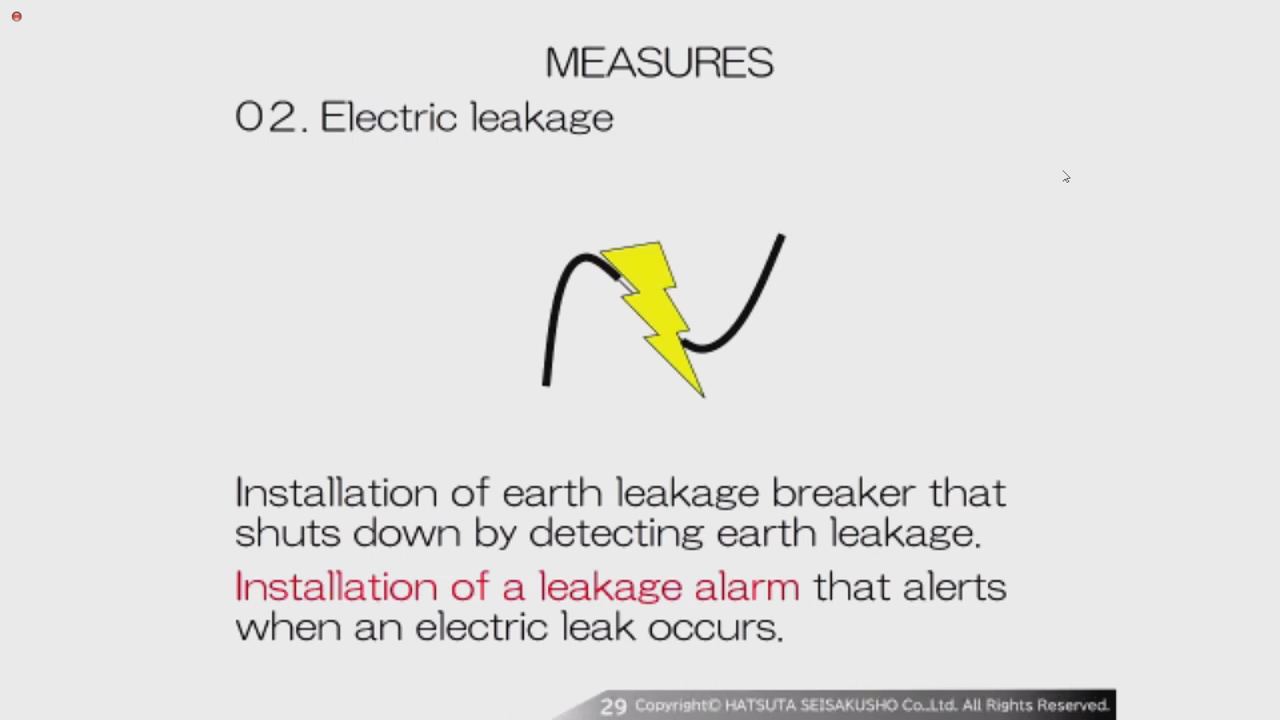 MEASURES
02. Electric leakage
Installation of earth leakage breaker that
shuts down by detecting earth leakage.
Installation of a leakage alarm that alerts
when an electric leak occurs.
29 Copyright© HATSUTA SEISAKUSHO Co.,Ltd. All Rights Reserved.